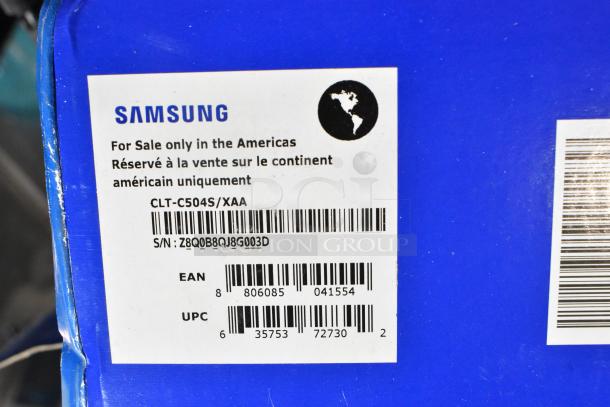 SAMSUNG
For Sale only in the Americas
Réservé à la vente sur le continent
américain uniquement
CLT-C504S/XAA
S/N : Z8Q0B8QJ8G003D
EAN
8 806085 041554
UPC
6 35753 72730 2
GROUP